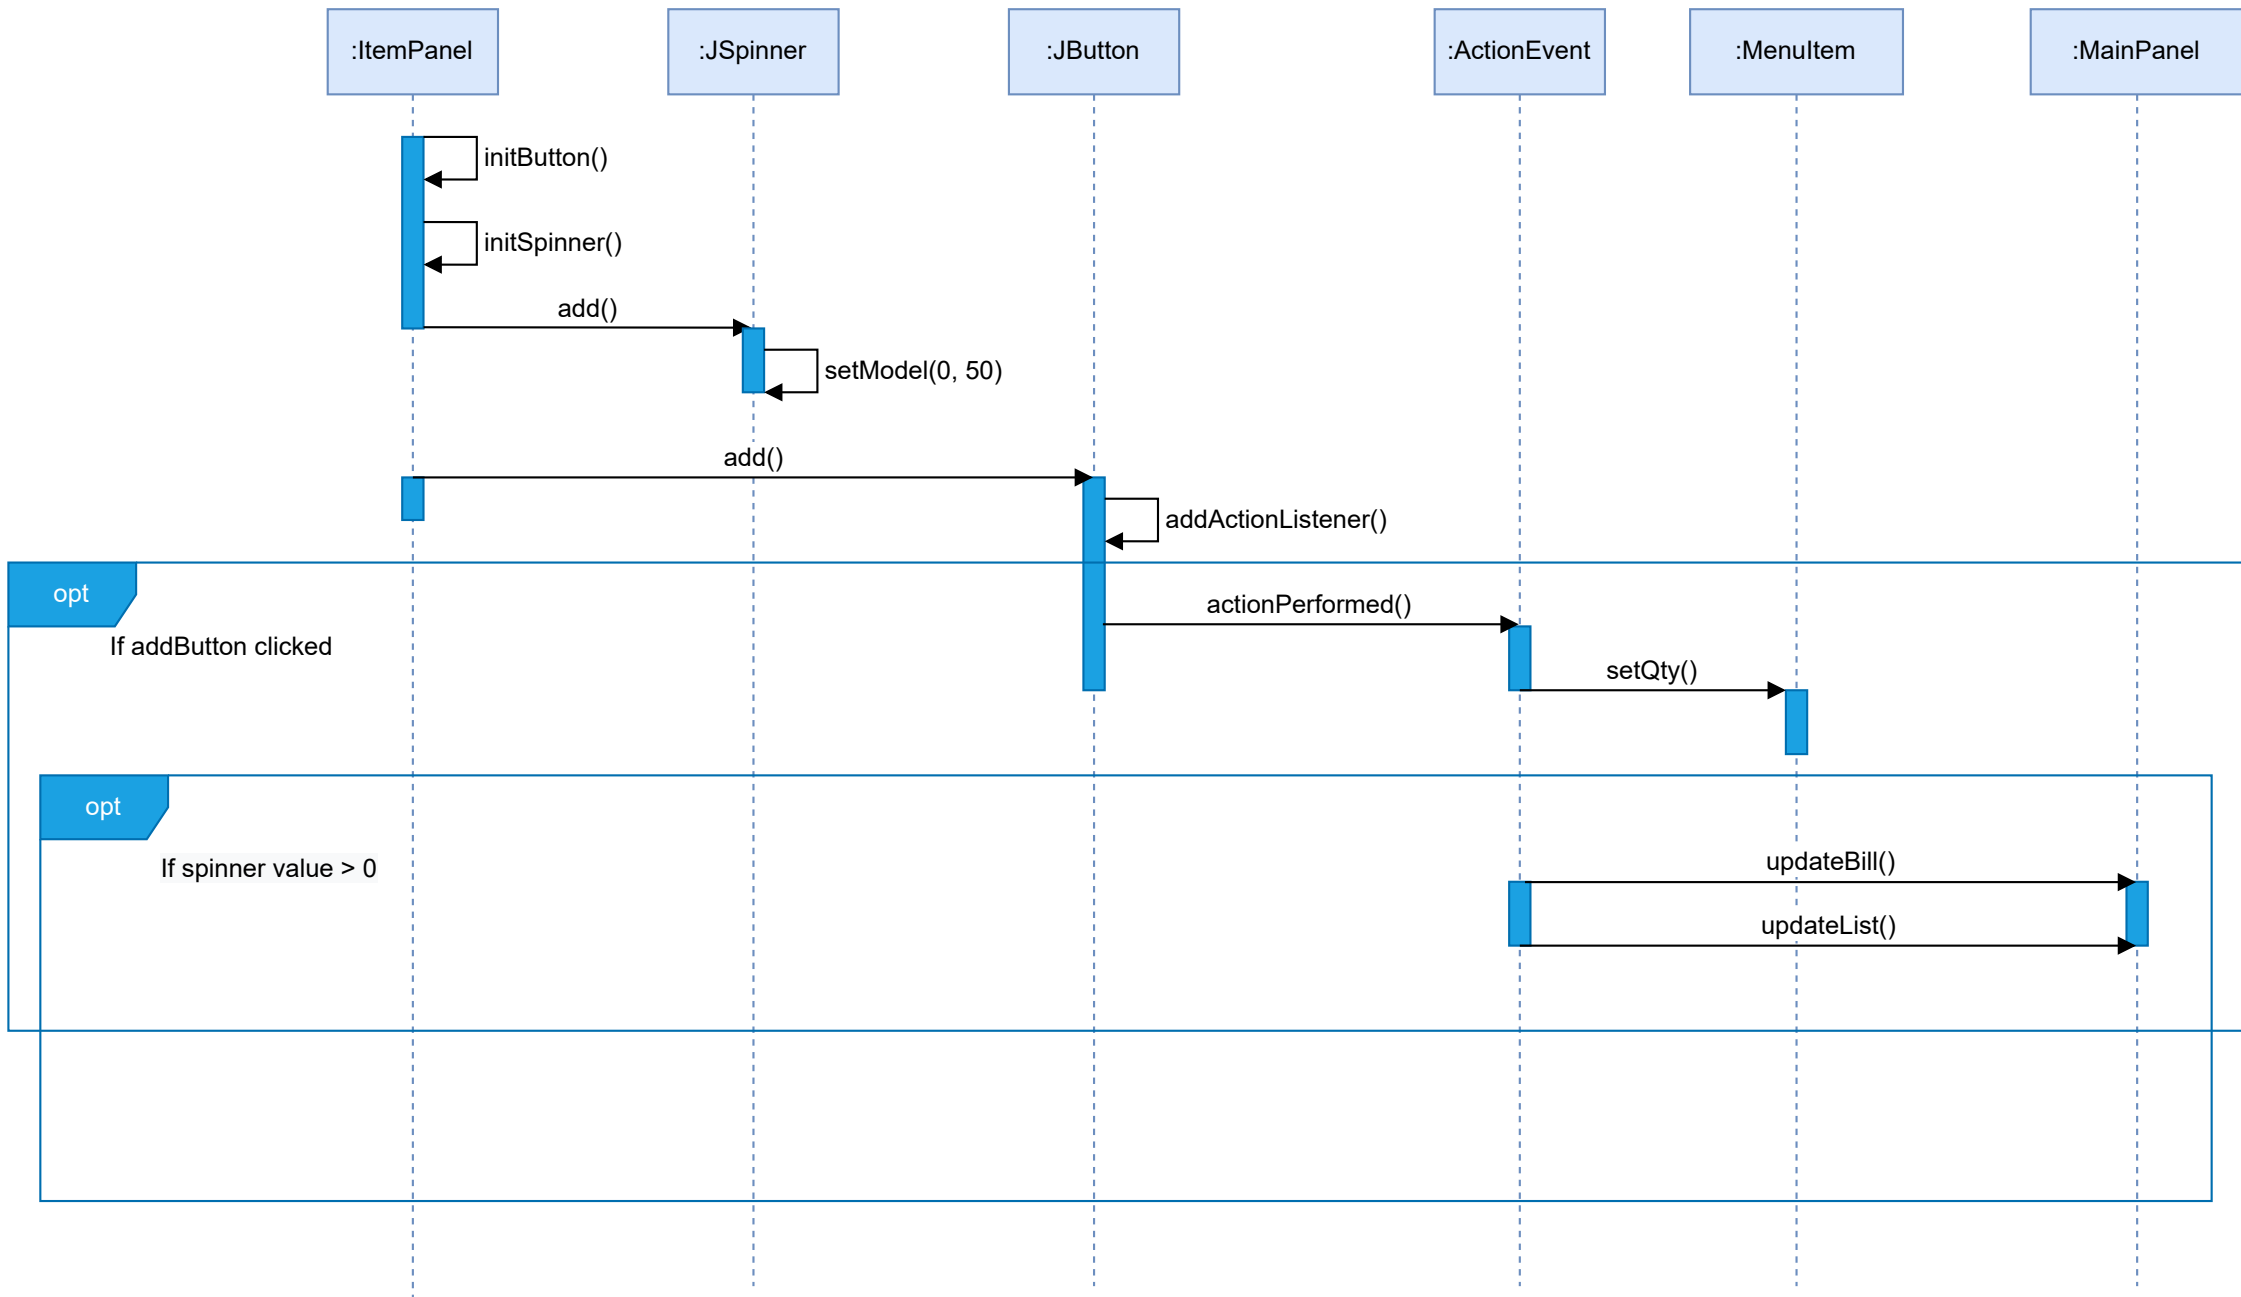 :ItemPanel
:JSpinner
:JButton
:ActionEvent
:MenuItem
:MainPanel
initButton()
initSpinner()
add()
setModel(0, 50)
add()
addActionListener()
opt
If addButton clicked
actionPerformed()
setQty()
opt
If spinner value > 0
updateBill()
updateList()